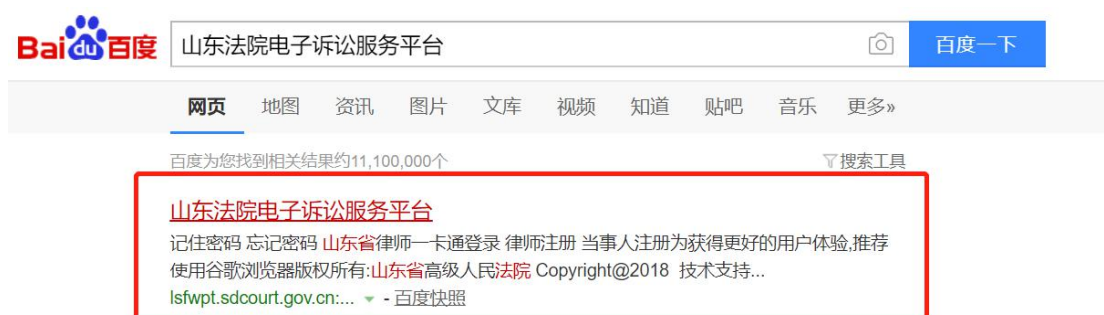 Bai du 百度 山东法院电子诉讼服务平台 百度一下
网页 地图 资讯 图片 文库 视频 知道 贴吧 音乐 更多»
百度为您找到相关结果约11,100,000个 搜索工具
山东法院电子诉讼服务平台
记住密码 忘记密码 山东省律师一卡通登录 律师注册 当事人注册为获得更好的用户体验,推荐
使用谷歌浏览器版权所有:山东省高级人民法院 Copyright@2018 技术支持...
lsfwpt.sdcourt.gov.cn:... - 百度快照